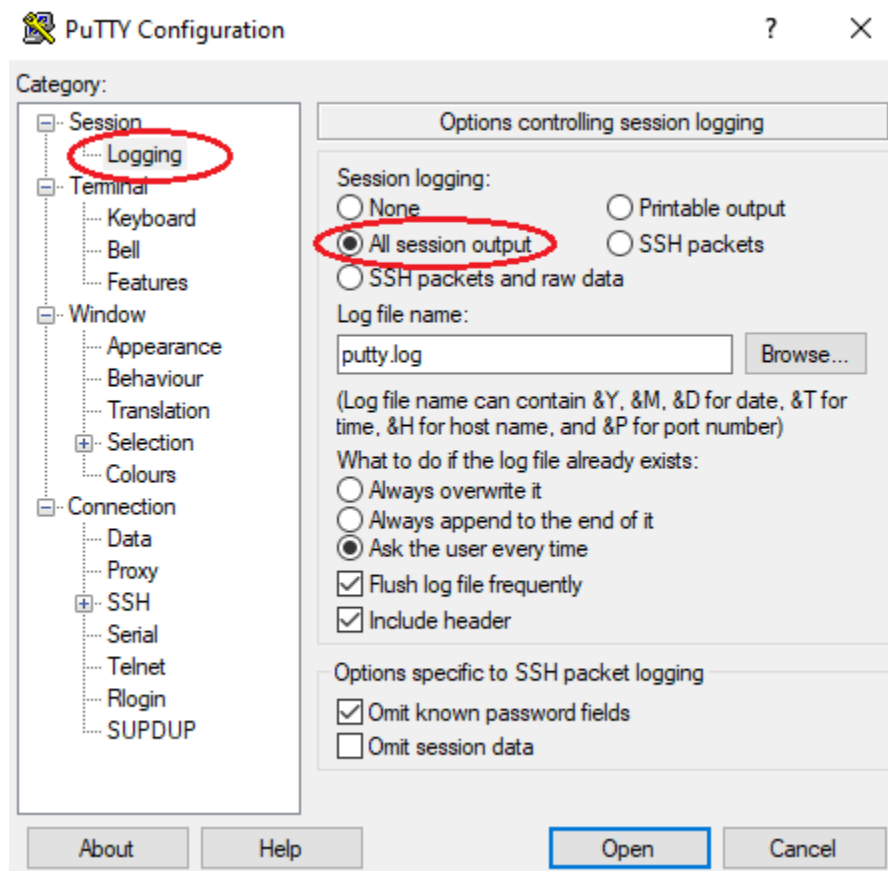 PuTTY Configuration
?
Category:
Session
Logging
Terminal
Keyboard
Bell
Features
Window
Appearance
Behaviour
Translation
Selection
Colours
Connection
Data
Proxy
SSH
Serial
Telnet
Rlogin
SUPDUP
Options controlling session logging
Session logging:
None
Printable output
All session output
SSH packets
SSH packets and raw data
Log file name:
putty.log
Browse...
(Log file name can contain &Y, &M, &D for date, &T for
time, &H for host name, and &P for port number)
What to do if the log file already exists:
Always overwrite it
Always append to the end of it
Ask the user every time
Flush log file frequently
Include header
Options specific to SSH packet logging
Omit known password fields
Omit session data
About
Help
Open
Cancel